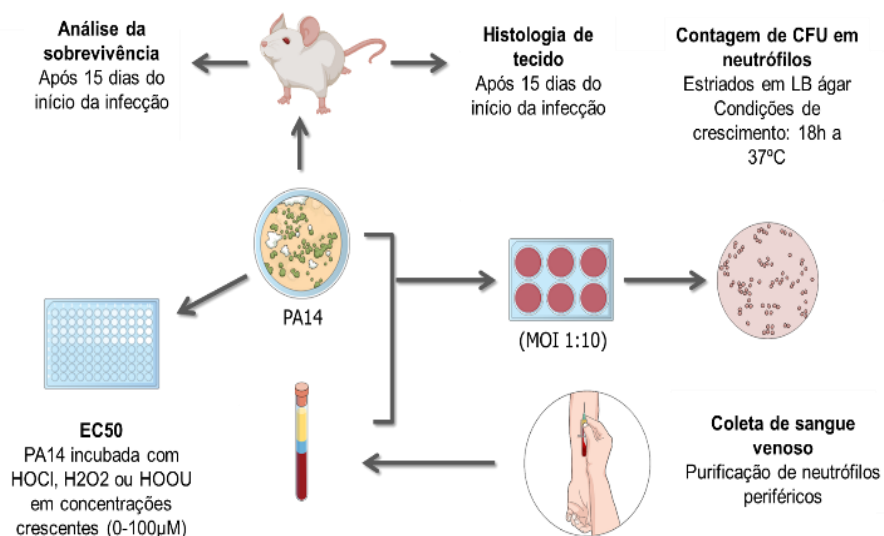 Análise da
sobrevivência
Após 15 dias do
início da infecção
Histologia de
tecido
Após 15 dias do
início da infecção
Contagem de CFU em
neutrófilos
Estriados em LB ágar
Condições de
crescimento: 18h a
37ºC
PA14
(MOI 1:10)
EC50
PA14 incubada com
HOCl, H2O2 ou HOOU
em concentrações
crescentes (0-100µM)
Coleta de sangue
venoso
Purificação de neutrófilos
periféricos